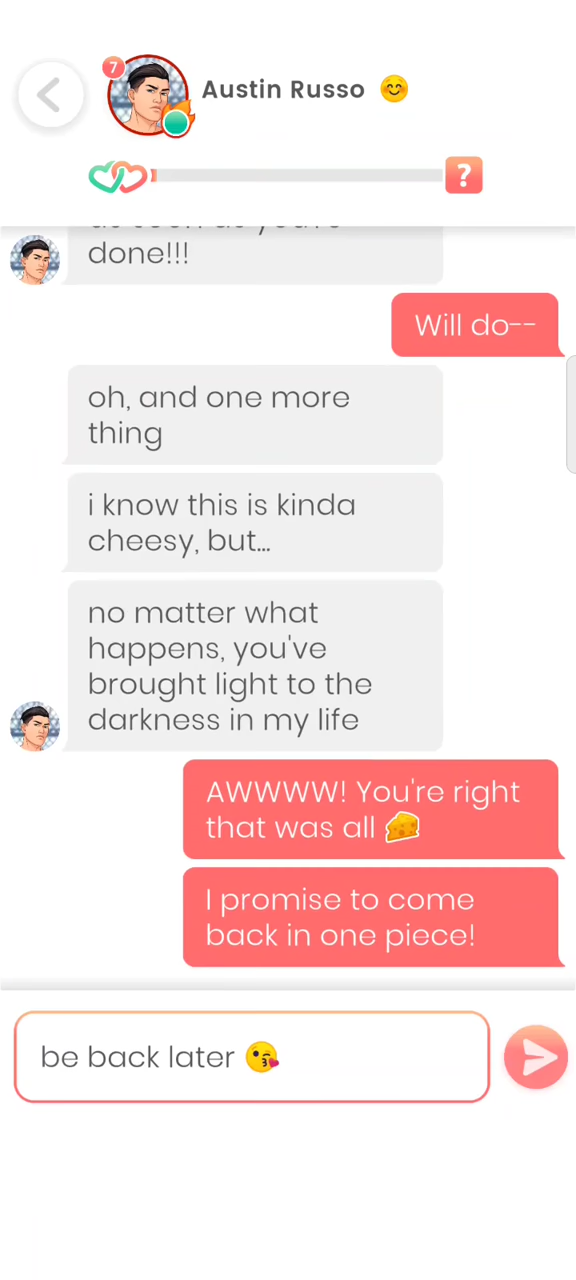 7
Austin Russo 😊
?
done!!!
Will do--
oh, and one more
thing
i know this is kinda
cheesy, but...
no matter what
happens, you've
brought light to the
darkness in my life
AWWWW! You're right
that was all 🧀
I promise to come
back in one piece!
be back later 😘